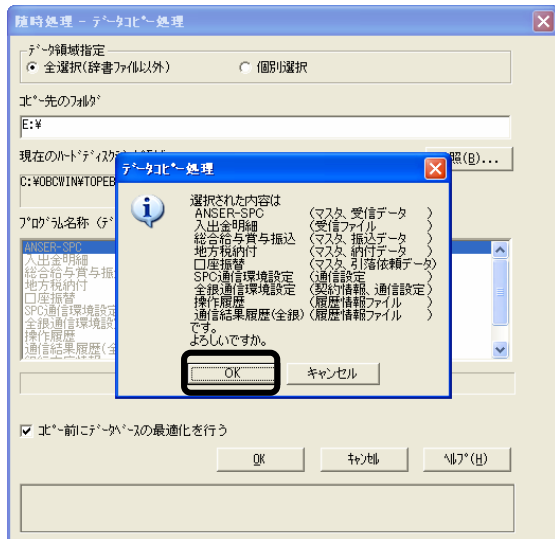 随時処理 - ﾃﾞｰﾀｺﾋﾟｰ処理
ﾃﾞｰﾀ領域指定
全選択(辞書ﾌｧｲﾙ以外)
個別選択
ｺﾋﾟｰ先のﾌｫﾙﾀﾞ
E:¥
現在のﾊｰﾄﾞﾃﾞｨｽｸ
照(B)...
C:¥OBCWIN¥TOPEB
ﾌﾟﾛｸﾞﾗﾑ名称 (ﾃﾞ
ANSER-SPC
入出金明細
総合給与賞与振
地方税納付
口座振替
SPC通信環境設定
全銀通信環境設
操作履歴
通信結果履歴(全
ﾃﾞｰﾀｺﾋﾟｰ処理
選択された内容は
ANSER-SPC (マスタ、受信データ )
入出金明細 (受信ファイル )
総合給与賞与振込 (マスタ、振込データ )
地方税納付 (マスタ、納付データ )
口座振替 (マスタ、引落依頼データ)
SPC通信環境設定 (通信設定 )
全銀通信環境設定 (契約情報、通信設定)
操作履歴 (履歴情報ファイル )
通信結果履歴(全銀) (履歴情報ファイル )
です。
よろしいですか。
OK
キャンセル
ｺﾋﾟｰ前にﾃﾞｰﾀﾍﾞｰｽの最適化を行う
OK
ｷｬﾝｾﾙ
ﾍﾙﾌﾟ(H)